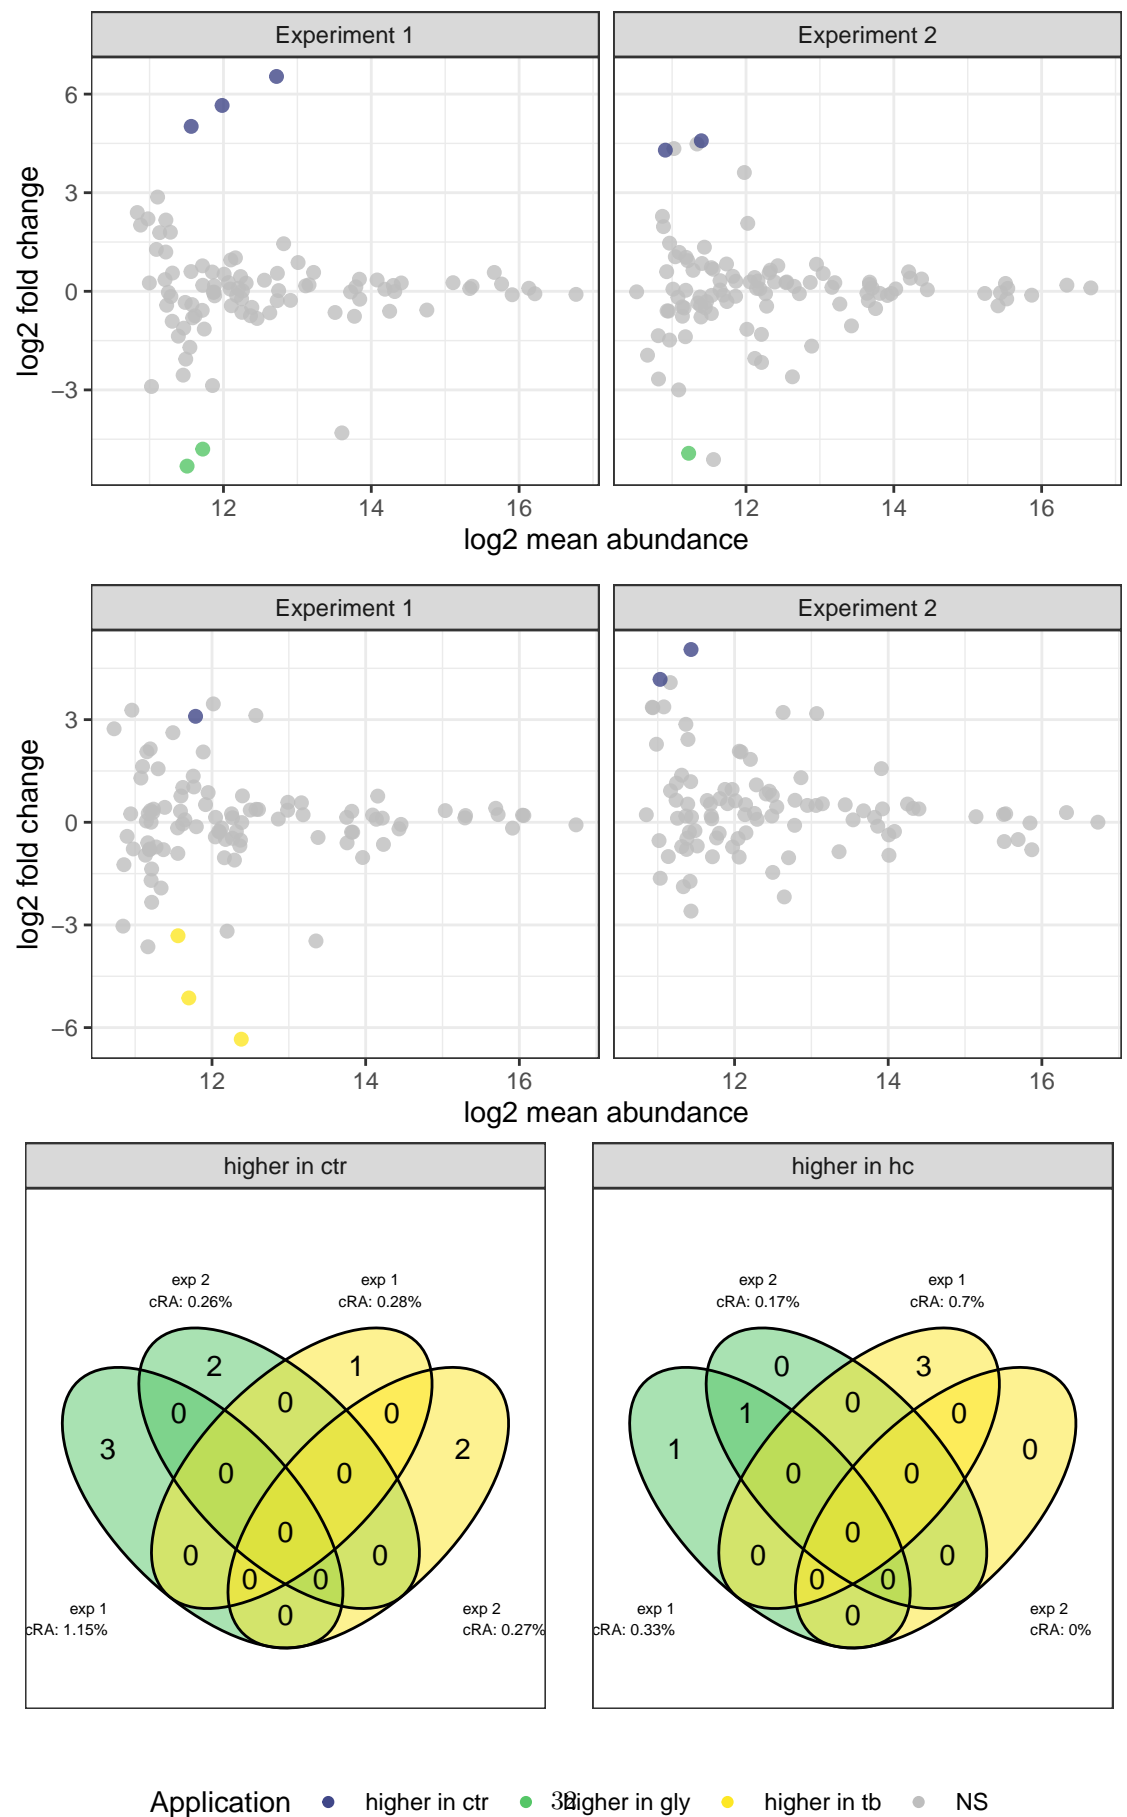 Experiment 1
Experiment 2
6
3
0
−3
log2 fold change
12
14
16
12
14
16
log2 mean abundance
Experiment 1
Experiment 2
3
0
−3
−6
log2 fold change
12
14
16
12
14
16
log2 mean abundance
higher in ctr
exp 2
cRA: 0.26%
exp 1
cRA: 0.28%
2
1
0
0
0
3
2
0
0
0
0
0
0
0
0
exp 1
cRA: 1.15%
exp 2
cRA: 0.27%
higher in hc
exp 2
cRA: 0.17%
exp 1
cRA: 0.7%
0
3
0
1
0
1
0
0
0
0
0
0
0
0
0
exp 1
cRA: 0.33%
exp 2
cRA: 0%
Application higher in ctr higher in gly higher in tb NS